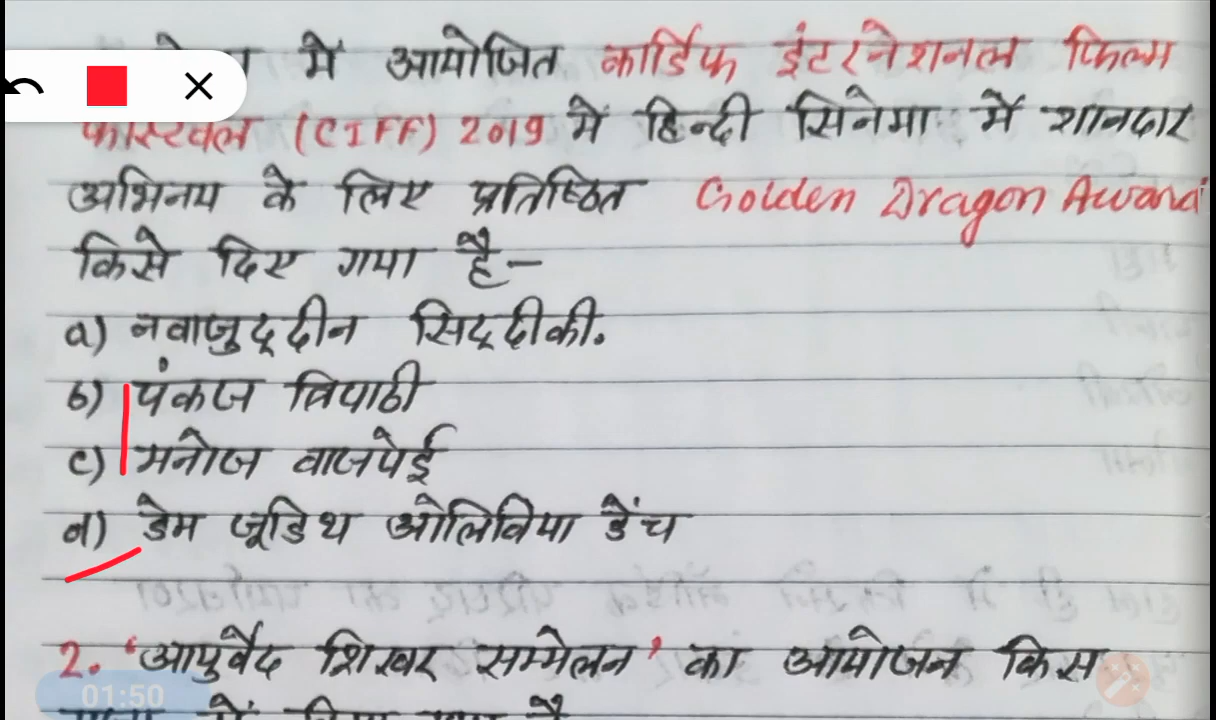 में आयोजित कार्डिफ इंटरनेशनल फिल्म
फेस्टिवल (CIFF) 2019 में हिन्दी सिनेमा में शानदार
अभिनय के लिए प्रतिष्ठित Golden Dragon Award
किसे दिए गया है-
a) नवाजुद्दीन सिद्दीकी.
b) पंकज त्रिपाठी
c) मनोज वाजपेई
d) डेम जूडिथ ओलिविया डेंच
2. 'आयुर्वेद शिखर सम्मेलन' का आयोजन किस
01:50